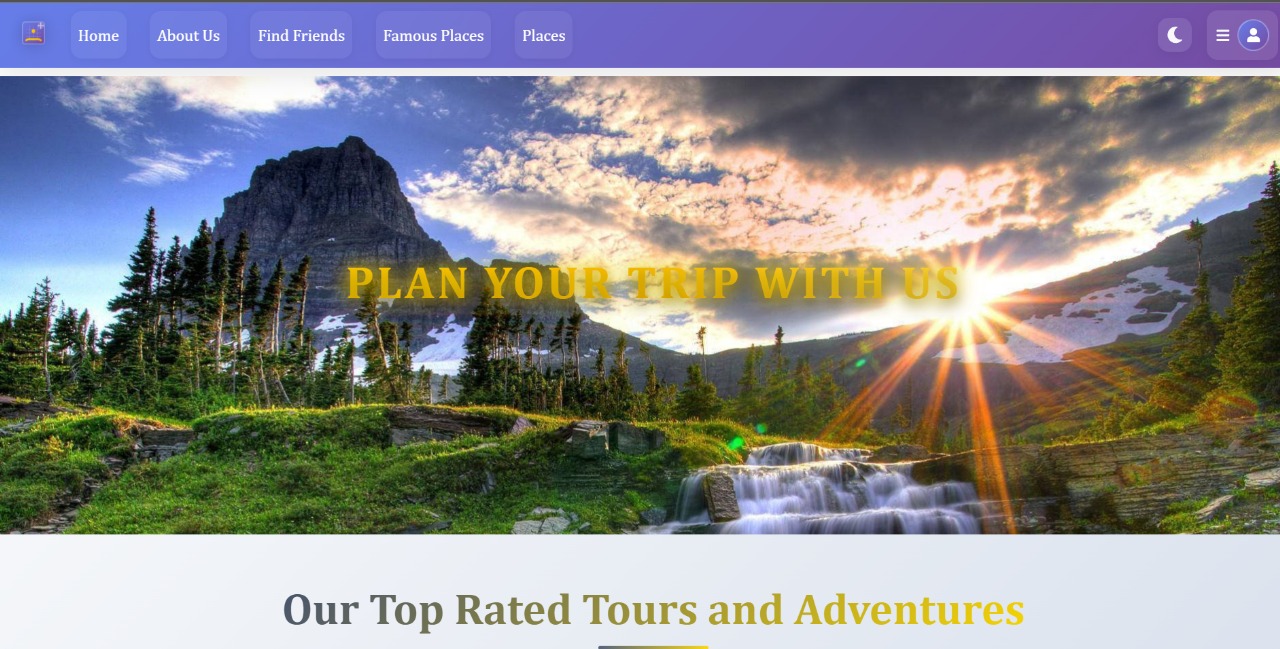 Home
About Us
Find Friends
Famous Places
Places
PLAN YOUR TRIP WITH US
Our Top Rated Tours and Adventures